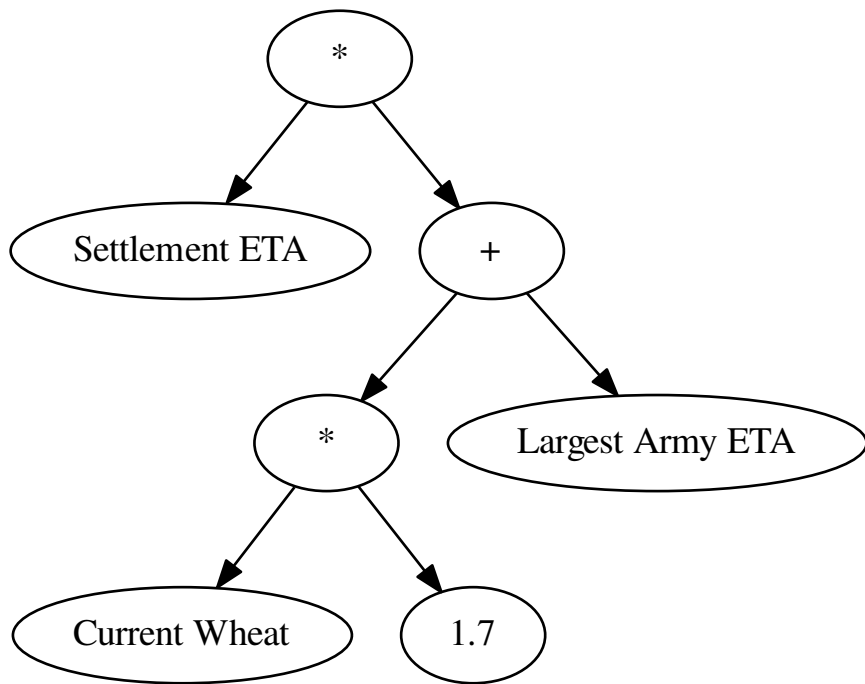 *
Settlement ETA
+
*
Largest Army ETA
Current Wheat
1.7